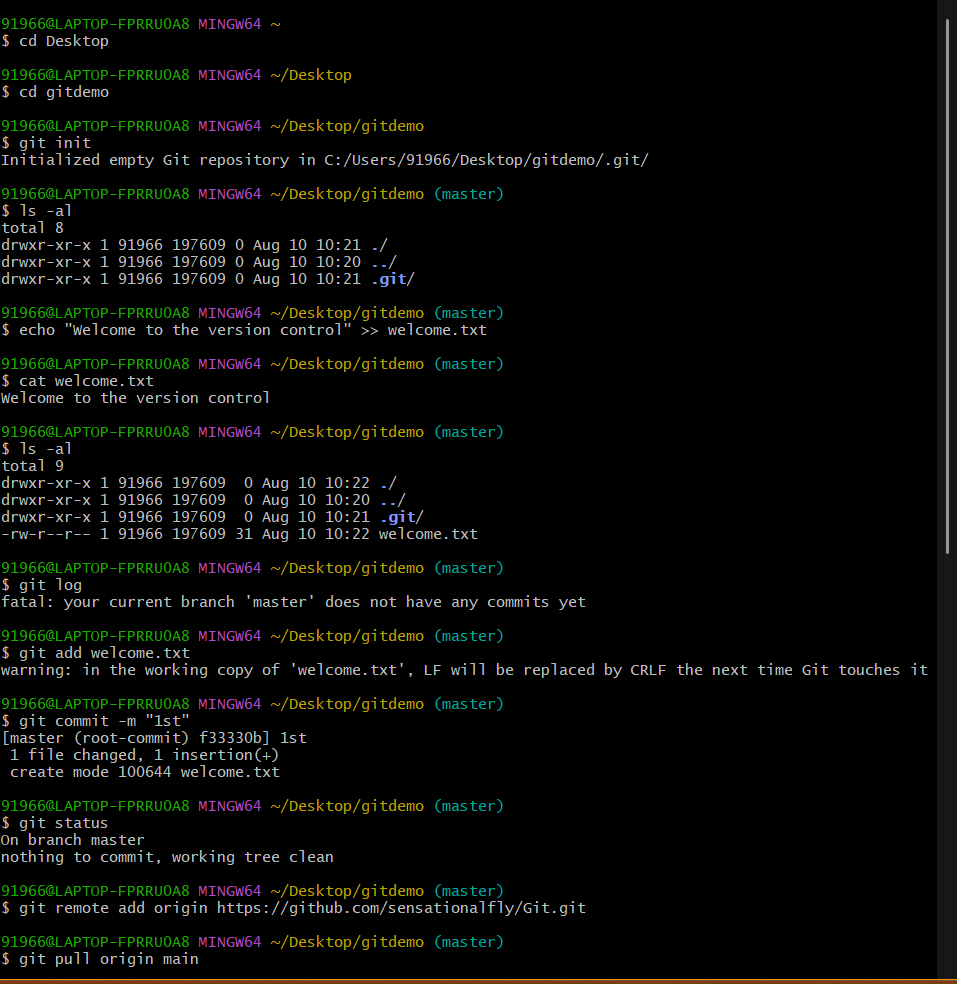 91966@LAPTOP-FPRRUOA8 MINGW64 ~
$ cd Desktop
91966@LAPTOP-FPRRUOA8 MINGW64 ~/Desktop
$ cd gitdemo
91966@LAPTOP-FPRRUOA8 MINGW64 ~/Desktop/gitdemo
$ git init
Initialized empty Git repository in C:/Users/91966/Desktop/gitdemo/.git/
91966@LAPTOP-FPRRUOA8 MINGW64 ~/Desktop/gitdemo (master)
$ ls -al
total 8
drwxr-xr-x 1 91966 197609 0 Aug 10 10:21 ./
drwxr-xr-x 1 91966 197609 0 Aug 10 10:20 ../
drwxr-xr-x 1 91966 197609 0 Aug 10 10:21 .git/
91966@LAPTOP-FPRRUOA8 MINGW64 ~/Desktop/gitdemo (master)
$ echo "Welcome to the version control" >> welcome.txt
91966@LAPTOP-FPRRUOA8 MINGW64 ~/Desktop/gitdemo (master)
$ cat welcome.txt
Welcome to the version control
91966@LAPTOP-FPRRUOA8 MINGW64 ~/Desktop/gitdemo (master)
$ ls -al
total 9
drwxr-xr-x 1 91966 197609  0 Aug 10 10:22 ./
drwxr-xr-x 1 91966 197609  0 Aug 10 10:20 ../
drwxr-xr-x 1 91966 197609  0 Aug 10 10:21 .git/
-rw-r--r-- 1 91966 197609 31 Aug 10 10:22 welcome.txt
91966@LAPTOP-FPRRUOA8 MINGW64 ~/Desktop/gitdemo (master)
$ git log
fatal: your current branch 'master' does not have any commits yet
91966@LAPTOP-FPRRUOA8 MINGW64 ~/Desktop/gitdemo (master)
$ git add welcome.txt
warning: in the working copy of 'welcome.txt', LF will be replaced by CRLF the next time Git touches it
91966@LAPTOP-FPRRUOA8 MINGW64 ~/Desktop/gitdemo (master)
$ git commit -m "1st"
[master (root-commit) f33330b] 1st
 1 file changed, 1 insertion(+)
 create mode 100644 welcome.txt
91966@LAPTOP-FPRRUOA8 MINGW64 ~/Desktop/gitdemo (master)
$ git status
On branch master
nothing to commit, working tree clean
91966@LAPTOP-FPRRUOA8 MINGW64 ~/Desktop/gitdemo (master)
$ git remote add origin https://github.com/sensationalfly/Git.git
91966@LAPTOP-FPRRUOA8 MINGW64 ~/Desktop/gitdemo (master)
$ git pull origin main